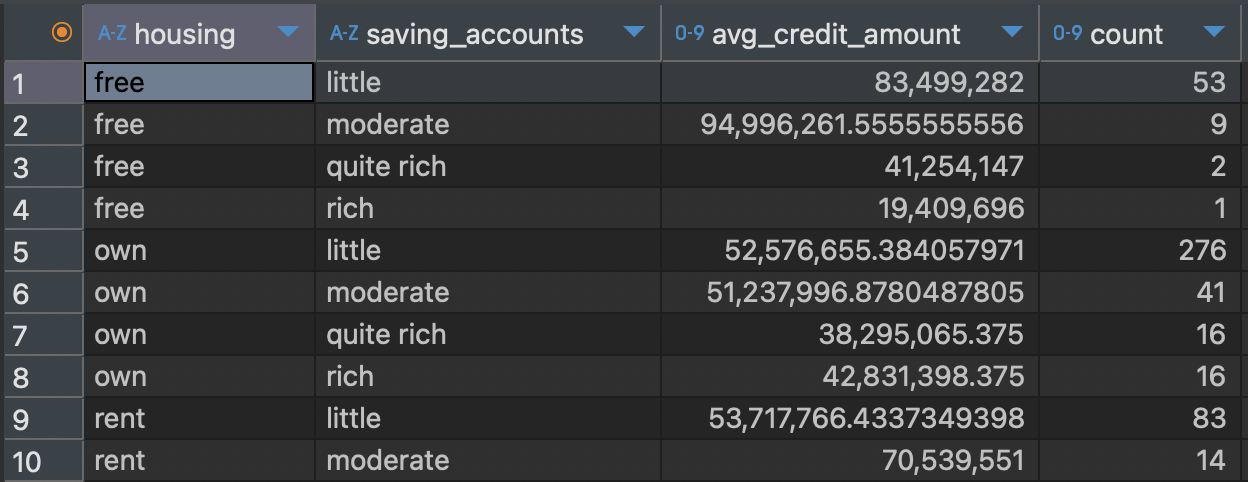 A-Z housing A-Z saving_accounts 0-9 avg_credit_amount 0-9 count
1 free little 83,499,282 53
2 free moderate 94,996,261.5555555556 9
3 free quite rich 41,254,147 2
4 free rich 19,409,696 1
5 own little 52,576,655.384057971 276
6 own moderate 51,237,996.8780487805 41
7 own quite rich 38,295,065.375 16
8 own rich 42,831,398.375 16
9 rent little 53,717,766.4337349398 83
10 rent moderate 70,539,551 14